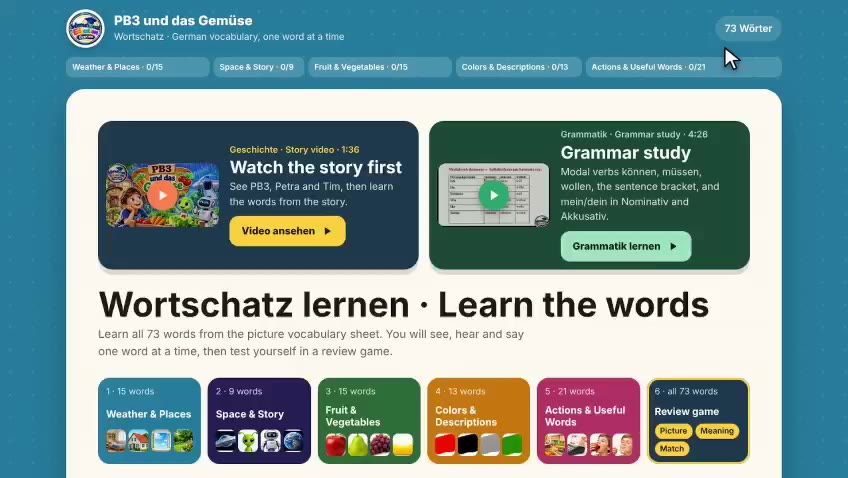 PB3 und das Gemüse
Wortschatz · German vocabulary, one word at a time
73 Wörter
Weather & Places · 0/15
Space & Story · 0/9
Fruit & Vegetables · 0/15
Colors & Descriptions · 0/13
Actions & Useful Words · 0/21
PB3
und das
Geschichte · Story video · 1:36
Watch the story first
See PB3, Petra and Tim, then learn
the words from the story.
Video ansehen
Grammatik · Grammar study · 4:26
Grammar study
Modal verbs können, müssen,
wollen, the sentence bracket, and
mein/dein in Nominativ and
Akkusativ.
Grammatik lernen
Wortschatz lernen · Learn the words
Learn all 73 words from the picture vocabulary sheet. You will see, hear and say
one word at a time, then test yourself in a review game.
1 · 15 words
Weather & Places
2 · 9 words
Space & Story
3 · 15 words
Fruit &
Vegetables
4 · 13 words
Colors &
Descriptions
5 · 21 words
Actions & Useful
Words
6 · all 73 words
Review game
Picture
Meaning
Match